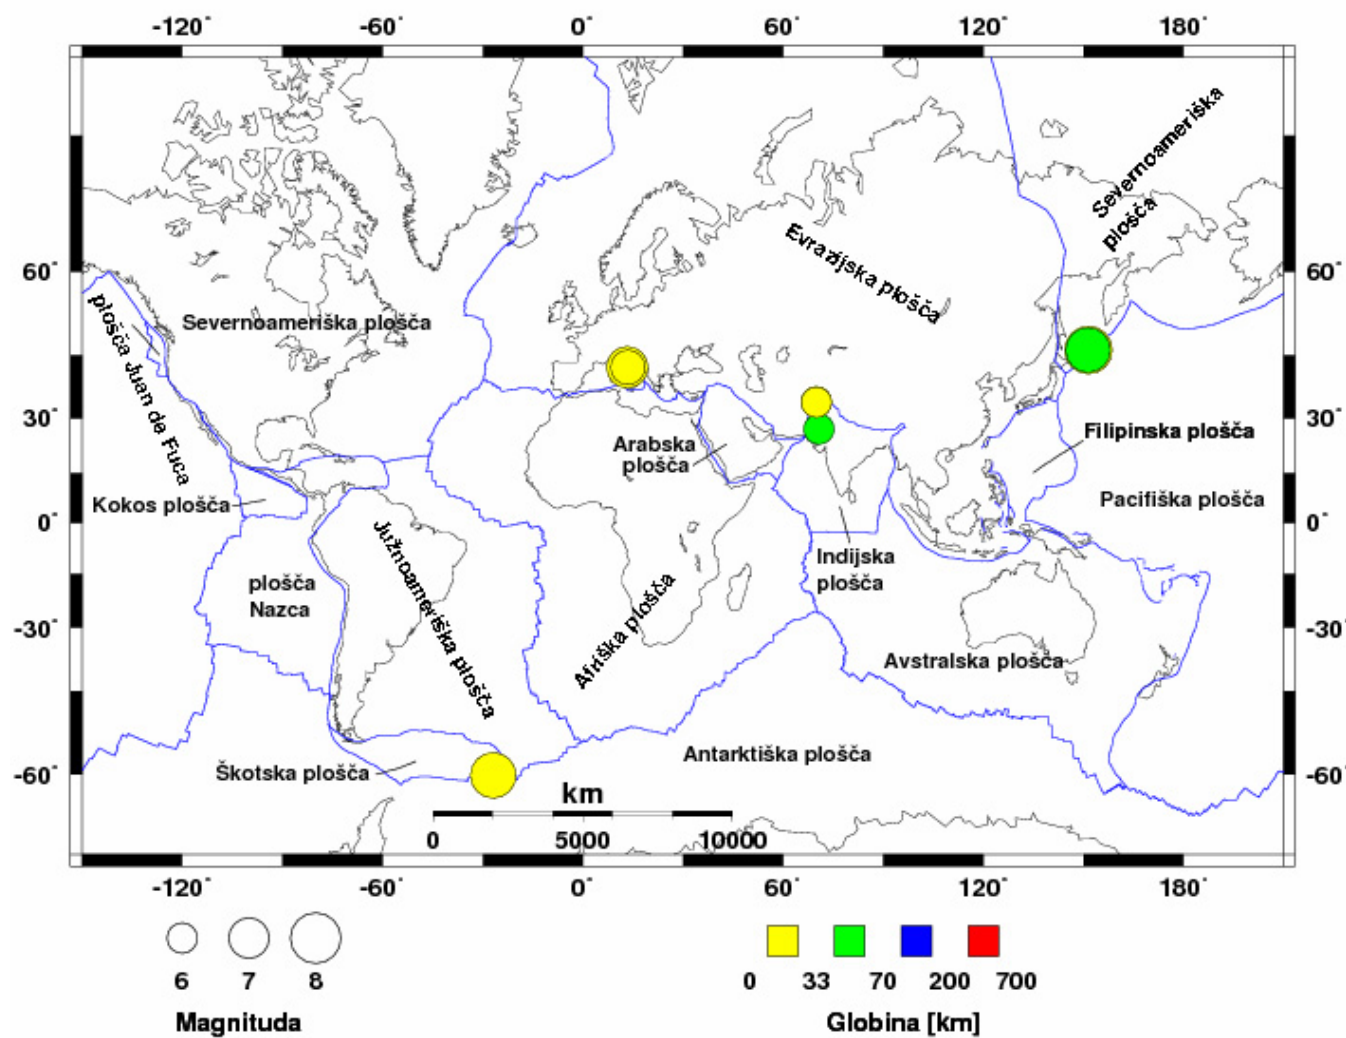 -120° -60° 0° 60° 120° 180°
60° 60°
30° 30°
0° 0°
-30° -30°
-60° -60°
Severnoameriška
plošča
Evrazijska plošča
Severnoameriška plošča
plošča Juan de Fuca
Kokos plošča
Arabska
plošča
Filipinska plošča
Pacifiška plošča
Indijska
plošča
plošča
Nazca
Južnoameriška plošča
Afriška plošča
Avstralska plošča
Antarktiška plošča
Škotska plošča
km
0 5000 10000
-120° -60° 0° 60° 120° 180°
6 7 8
Magnituda
0 33 70 200 700
Globina [km]